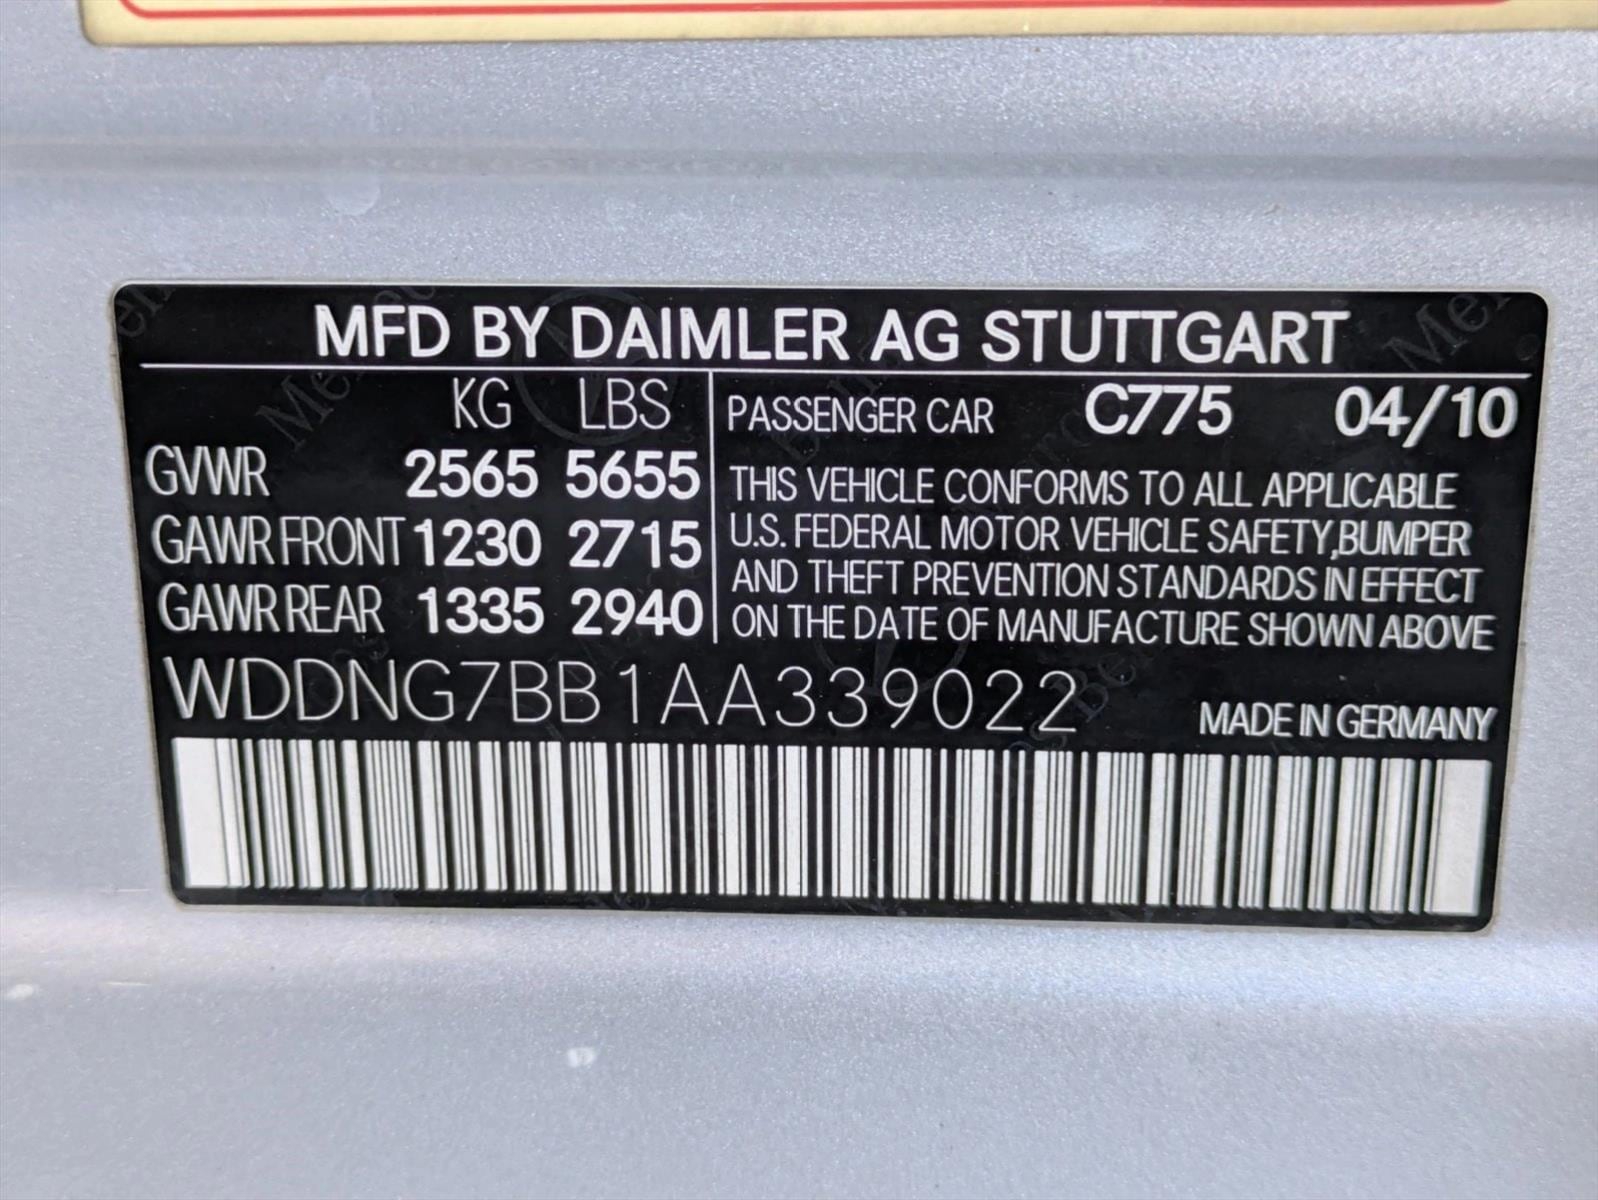 MFD BY DAIMLER AG STUTTGART
KG LBS
GVWR 2565 5655
GAWR FRONT 1230 2715
GAWR REAR 1335 2940
PASSENGER CAR C775 04/10
THIS VEHICLE CONFORMS TO ALL APPLICABLE
U.S. FEDERAL MOTOR VEHICLE SAFETY,BUMPER
AND THEFT PREVENTION STANDARDS IN EFFECT
ON THE DATE OF MANUFACTURE SHOWN ABOVE
WDDNG7BB1AA339022
MADE IN GERMANY